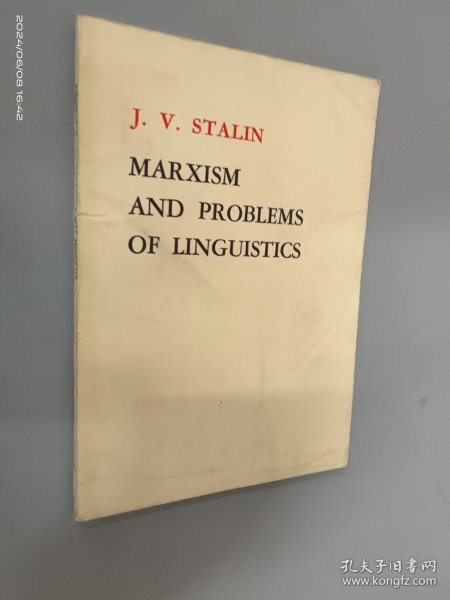 2024/06/08 16:42
J. V. STALIN
MARXISM
AND PROBLEMS
OF LINGUISTICS
孔夫子旧书网
www.kongfz.com